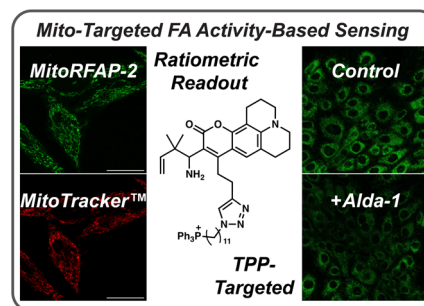 Mito-Targeted FA Activity-Based Sensing
MitoRFAP-2
Ratiometric
Readout
Control
N
O
O
NH2
N
N
N
Ph3P
+
11
MitoTracker™
+Alda-1
TPP-
Targeted